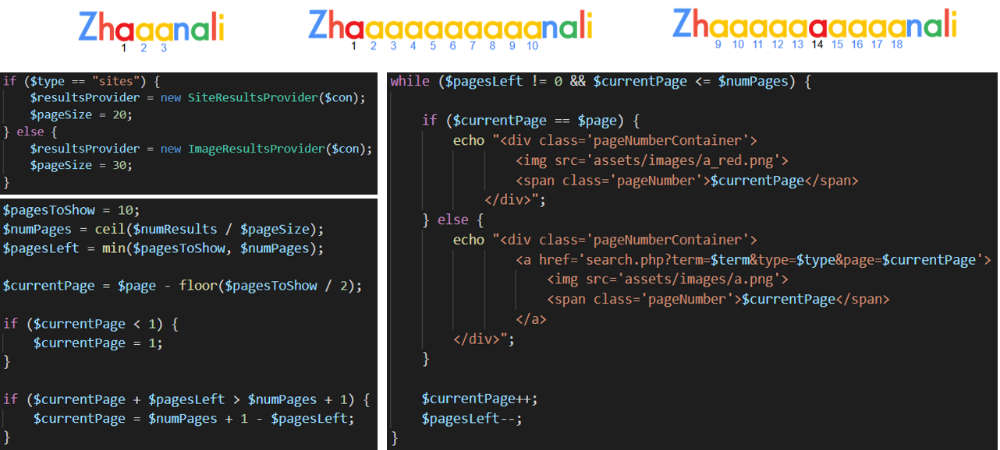 Zhaaanali
1 2 3
Zhaaaaaaaaaanali
1 2 3 4 5 6 7 8 9 10
Zhaaaaaaaaaanali
9 10 11 12 13 14 15 16 17 18
if ($type == "sites") {
    $resultsProvider = new SiteResultsProvider($con);
    $pageSize = 20;
} else {
    $resultsProvider = new ImageResultsProvider($con);
    $pageSize = 30;
}
$pagesToShow = 10;
$numPages = ceil($numResults / $pageSize);
$pagesLeft = min($pagesToShow, $numPages);
$currentPage = $page - floor($pagesToShow / 2);
if ($currentPage < 1) {
    $currentPage = 1;
}
if ($currentPage + $pagesLeft > $numPages + 1) {
    $currentPage = $numPages + 1 - $pagesLeft;
}
while ($pagesLeft != 0 && $currentPage <= $numPages) {
    if ($currentPage == $page) {
        echo "<div class='pageNumberContainer'>
                <img src='assets/images/a_red.png'>
                <span class='pageNumber'>$currentPage</span>
            </div>";
    } else {
        echo "<div class='pageNumberContainer'>
                <a href='search.php?term=$term&type=$type&page=$currentPage'>
                    <img src='assets/images/a.png'>
                    <span class='pageNumber'>$currentPage</span>
                </a>
        </div>";
    }
    $currentPage++;
    $pagesLeft--;
}